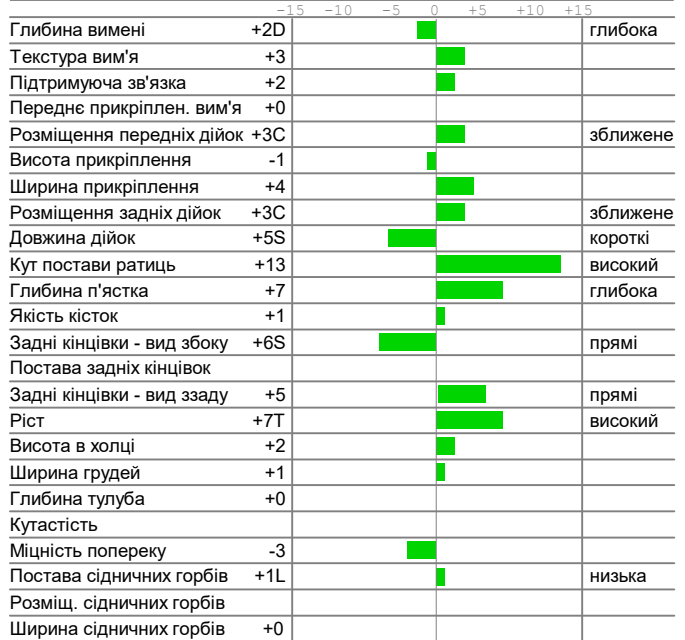 -15 -10 -5 0 +5 +10 +15
Глибина вимені +2D глибока
Текстура вим'я +3
Підтримуюча зв'язка +2
Переднє прикріплен. вим'я +0
Розміщення передніх дійок +3C зближене
Висота прикріплення -1
Ширина прикріплення +4
Розміщення задніх дійок +3C зближене
Довжина дійок +5S короткі
Кут постави ратиць +13 високий
Глибина п'ястка +7 глибока
Якість кісток +1
Задні кінцівки - вид збоку +6S прямі
Постава задніх кінцівок
Задні кінцівки - вид ззаду +5 прямі
Ріст +7T високий
Висота в холці +2
Ширина грудей +1
Глибина тулуба +0
Кутастість
Міцність попереку -3
Постава сідничних горбів +1L низька
Розміщ. сідничних горбів
Ширина сідничних горбів +0